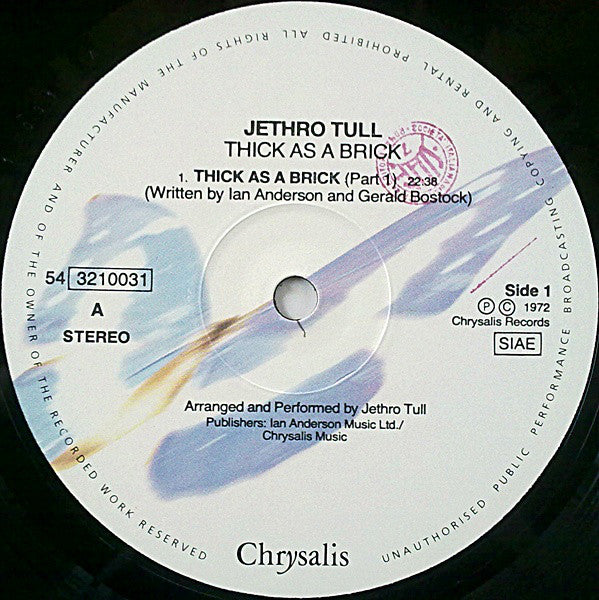 JETHRO TULL
THICK AS A BRICK
1. THICK AS A BRICK (Part 1) 22:38
(Written by Ian Anderson and Gerald Bostock)
54 3210031
A
STEREO
Side 1
Ⓟ Ⓒ 1972
Chrysalis Records
SIAE
Arranged and Performed by Jethro Tull
Publishers: Ian Anderson Music Ltd./
Chrysalis Music
Chrysalis
ALL RIGHTS OF THE MANUFACTURER AND OF THE OWNER OF THE RECORDED WORK RESERVED
UNAUTHORISED PUBLIC PERFORMANCE BROADCASTING COPYING AND RENTAL PROHIBITED